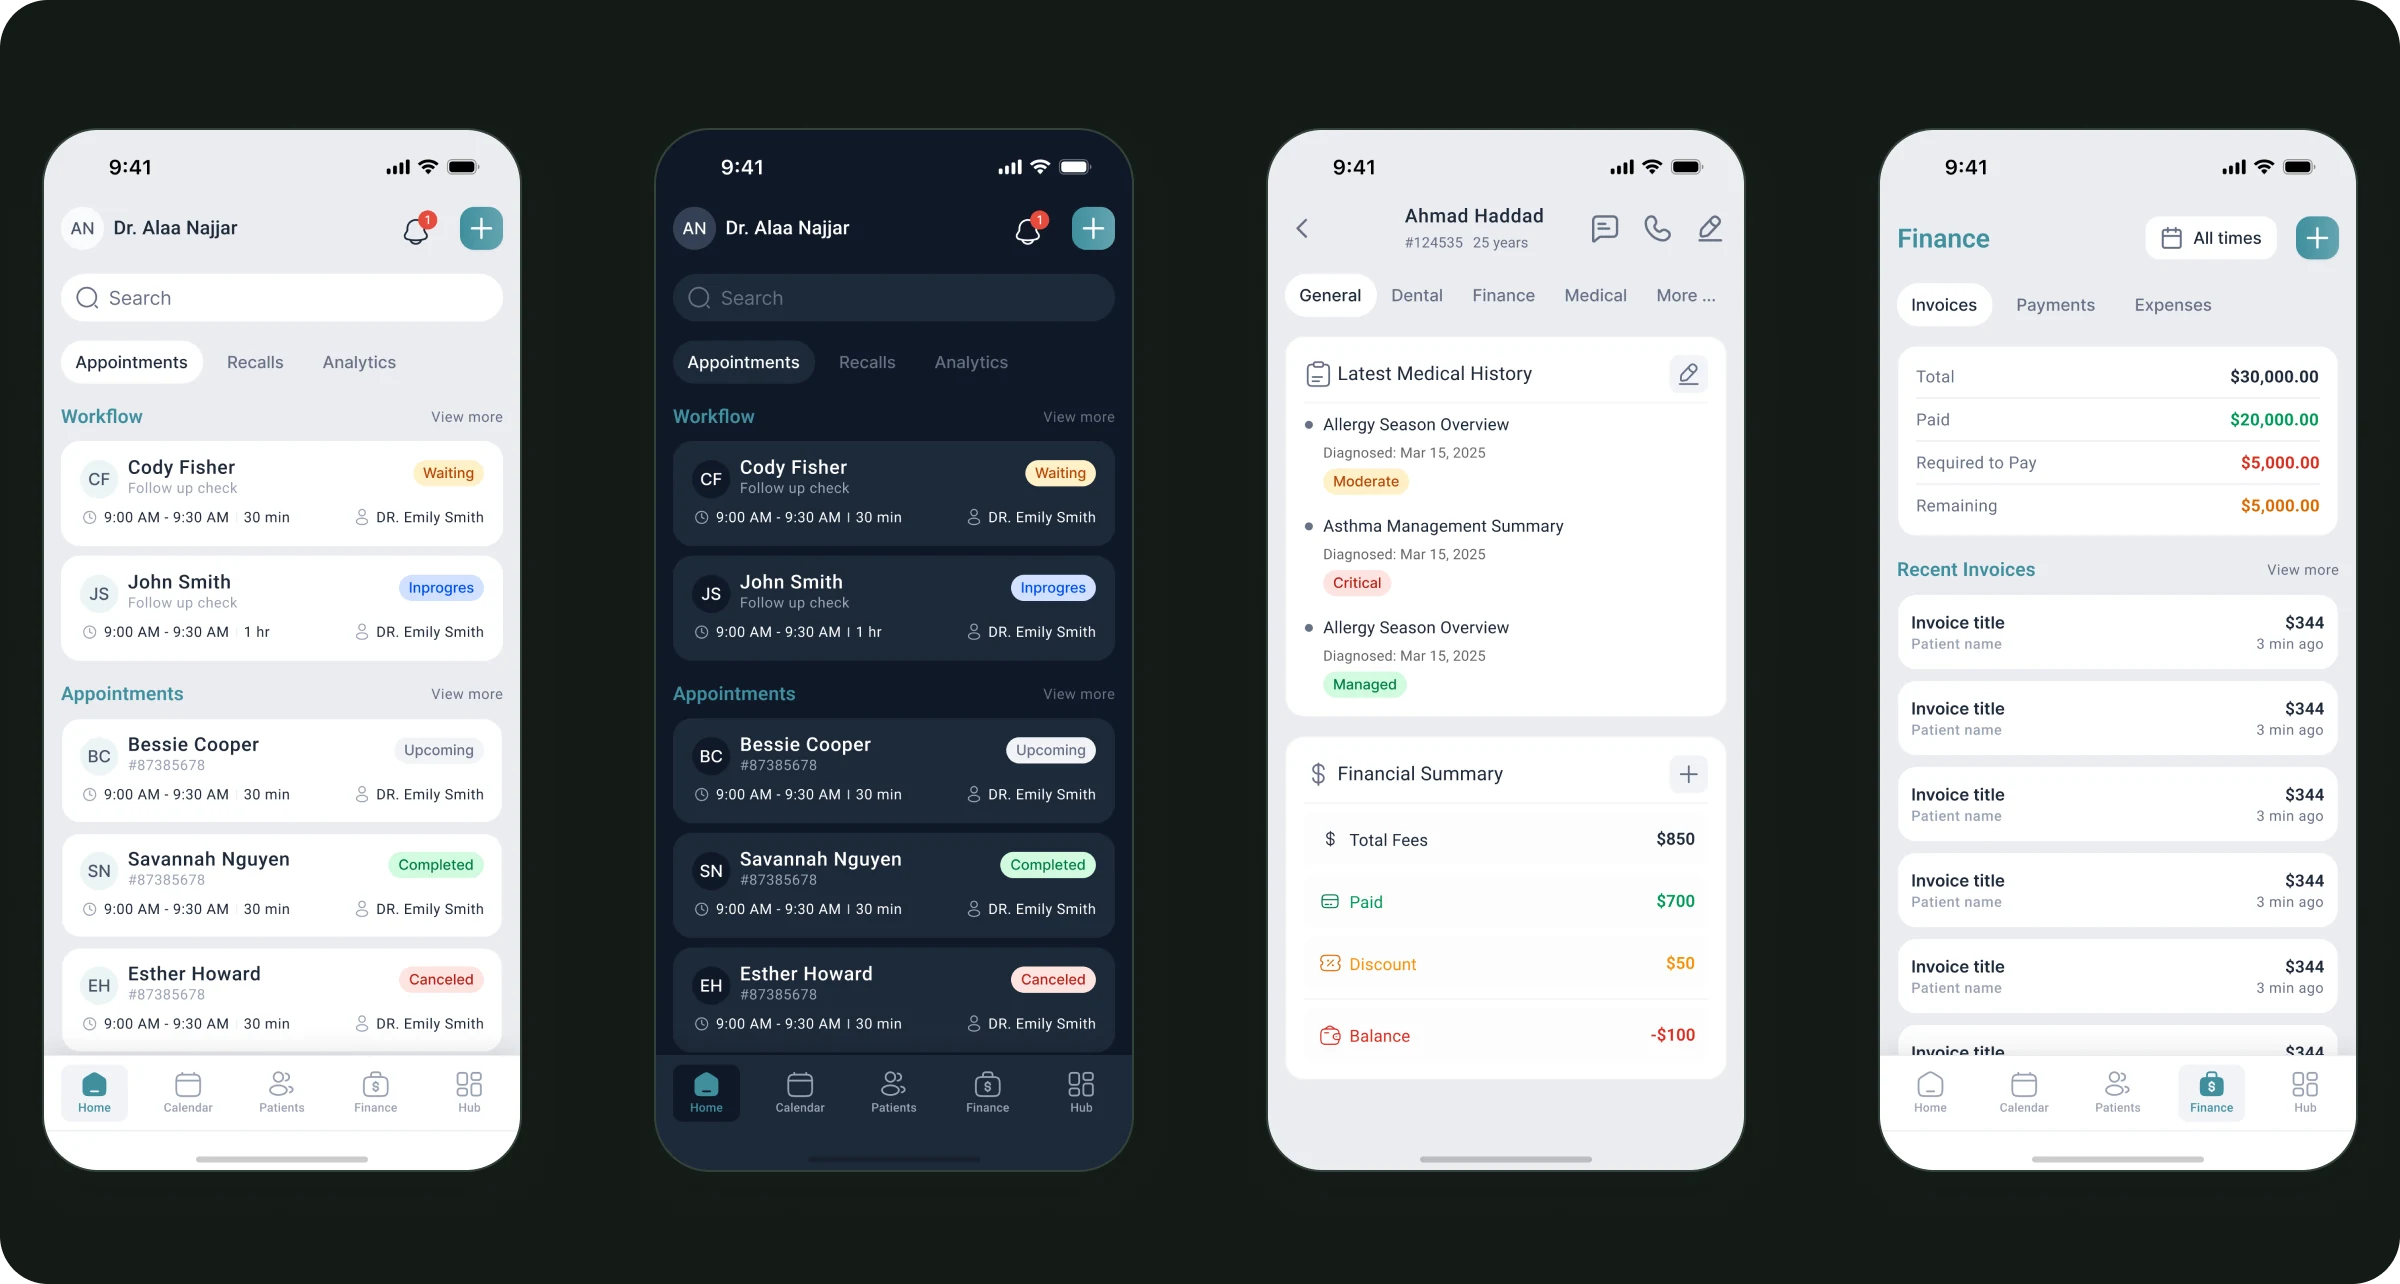 9:41
AN Dr. Alaa Najjar 1
Search
Appointments Recalls Analytics
Workflow View more
CF Cody Fisher Waiting
Follow up check
9:00 AM - 9:30 AM 30 min DR. Emily Smith
JS John Smith Inprogres
Follow up check
9:00 AM - 9:30 AM 1 hr DR. Emily Smith
Appointments View more
BC Bessie Cooper Upcoming
#87385678
9:00 AM - 9:30 AM 30 min DR. Emily Smith
SN Savannah Nguyen Completed
#87385678
9:00 AM - 9:30 AM 30 min DR. Emily Smith
EH Esther Howard Canceled
#87385678
9:00 AM - 9:30 AM 30 min DR. Emily Smith
Home Calendar Patients Finance Hub
9:41
AN Dr. Alaa Najjar 1
Search
Appointments Recalls Analytics
Workflow View more
CF Cody Fisher Waiting
Follow up check
9:00 AM - 9:30 AM | 30 min DR. Emily Smith
JS John Smith Inprogres
Follow up check
9:00 AM - 9:30 AM | 1 hr DR. Emily Smith
Appointments View more
BC Bessie Cooper Upcoming
#87385678
9:00 AM - 9:30 AM | 30 min DR. Emily Smith
SN Savannah Nguyen Completed
#87385678
9:00 AM - 9:30 AM | 30 min DR. Emily Smith
EH Esther Howard Canceled
#87385678
9:00 AM - 9:30 AM | 30 min DR. Emily Smith
Home Calendar Patients Finance Hub
9:41
Ahmad Haddad
#124535 25 years
General Dental Finance Medical More ...
Latest Medical History
Allergy Season Overview
Diagnosed: Mar 15, 2025
Moderate
Asthma Management Summary
Diagnosed: Mar 15, 2025
Critical
Allergy Season Overview
Diagnosed: Mar 15, 2025
Managed
$ Financial Summary
$ Total Fees $850
Paid $700
Discount $50
Balance -$100
9:41
Finance All times
Invoices Payments Expenses
Total $30,000.00
Paid $20,000.00
Required to Pay $5,000.00
Remaining $5,000.00
Recent Invoices View more
Invoice title $344
Patient name 3 min ago
Invoice title $344
Patient name 3 min ago
Invoice title $344
Patient name 3 min ago
Invoice title $344
Patient name 3 min ago
Invoice title $344
Patient name 3 min ago
Invoice title $344
Home Calendar Patients Finance Hub